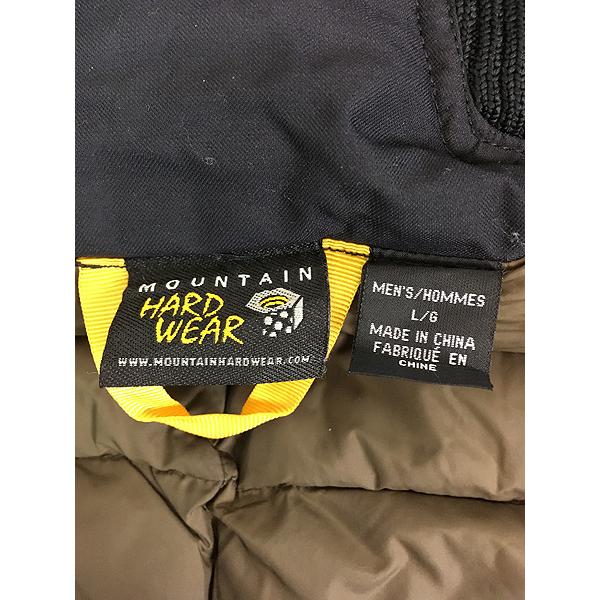 MOUNTAIN
HARD
WEAR
WWW.MOUNTAINHARDWEAR.COM
MEN'S/HOMMES
L/G
MADE IN CHINA
FABRIQUÉ EN
CHINE